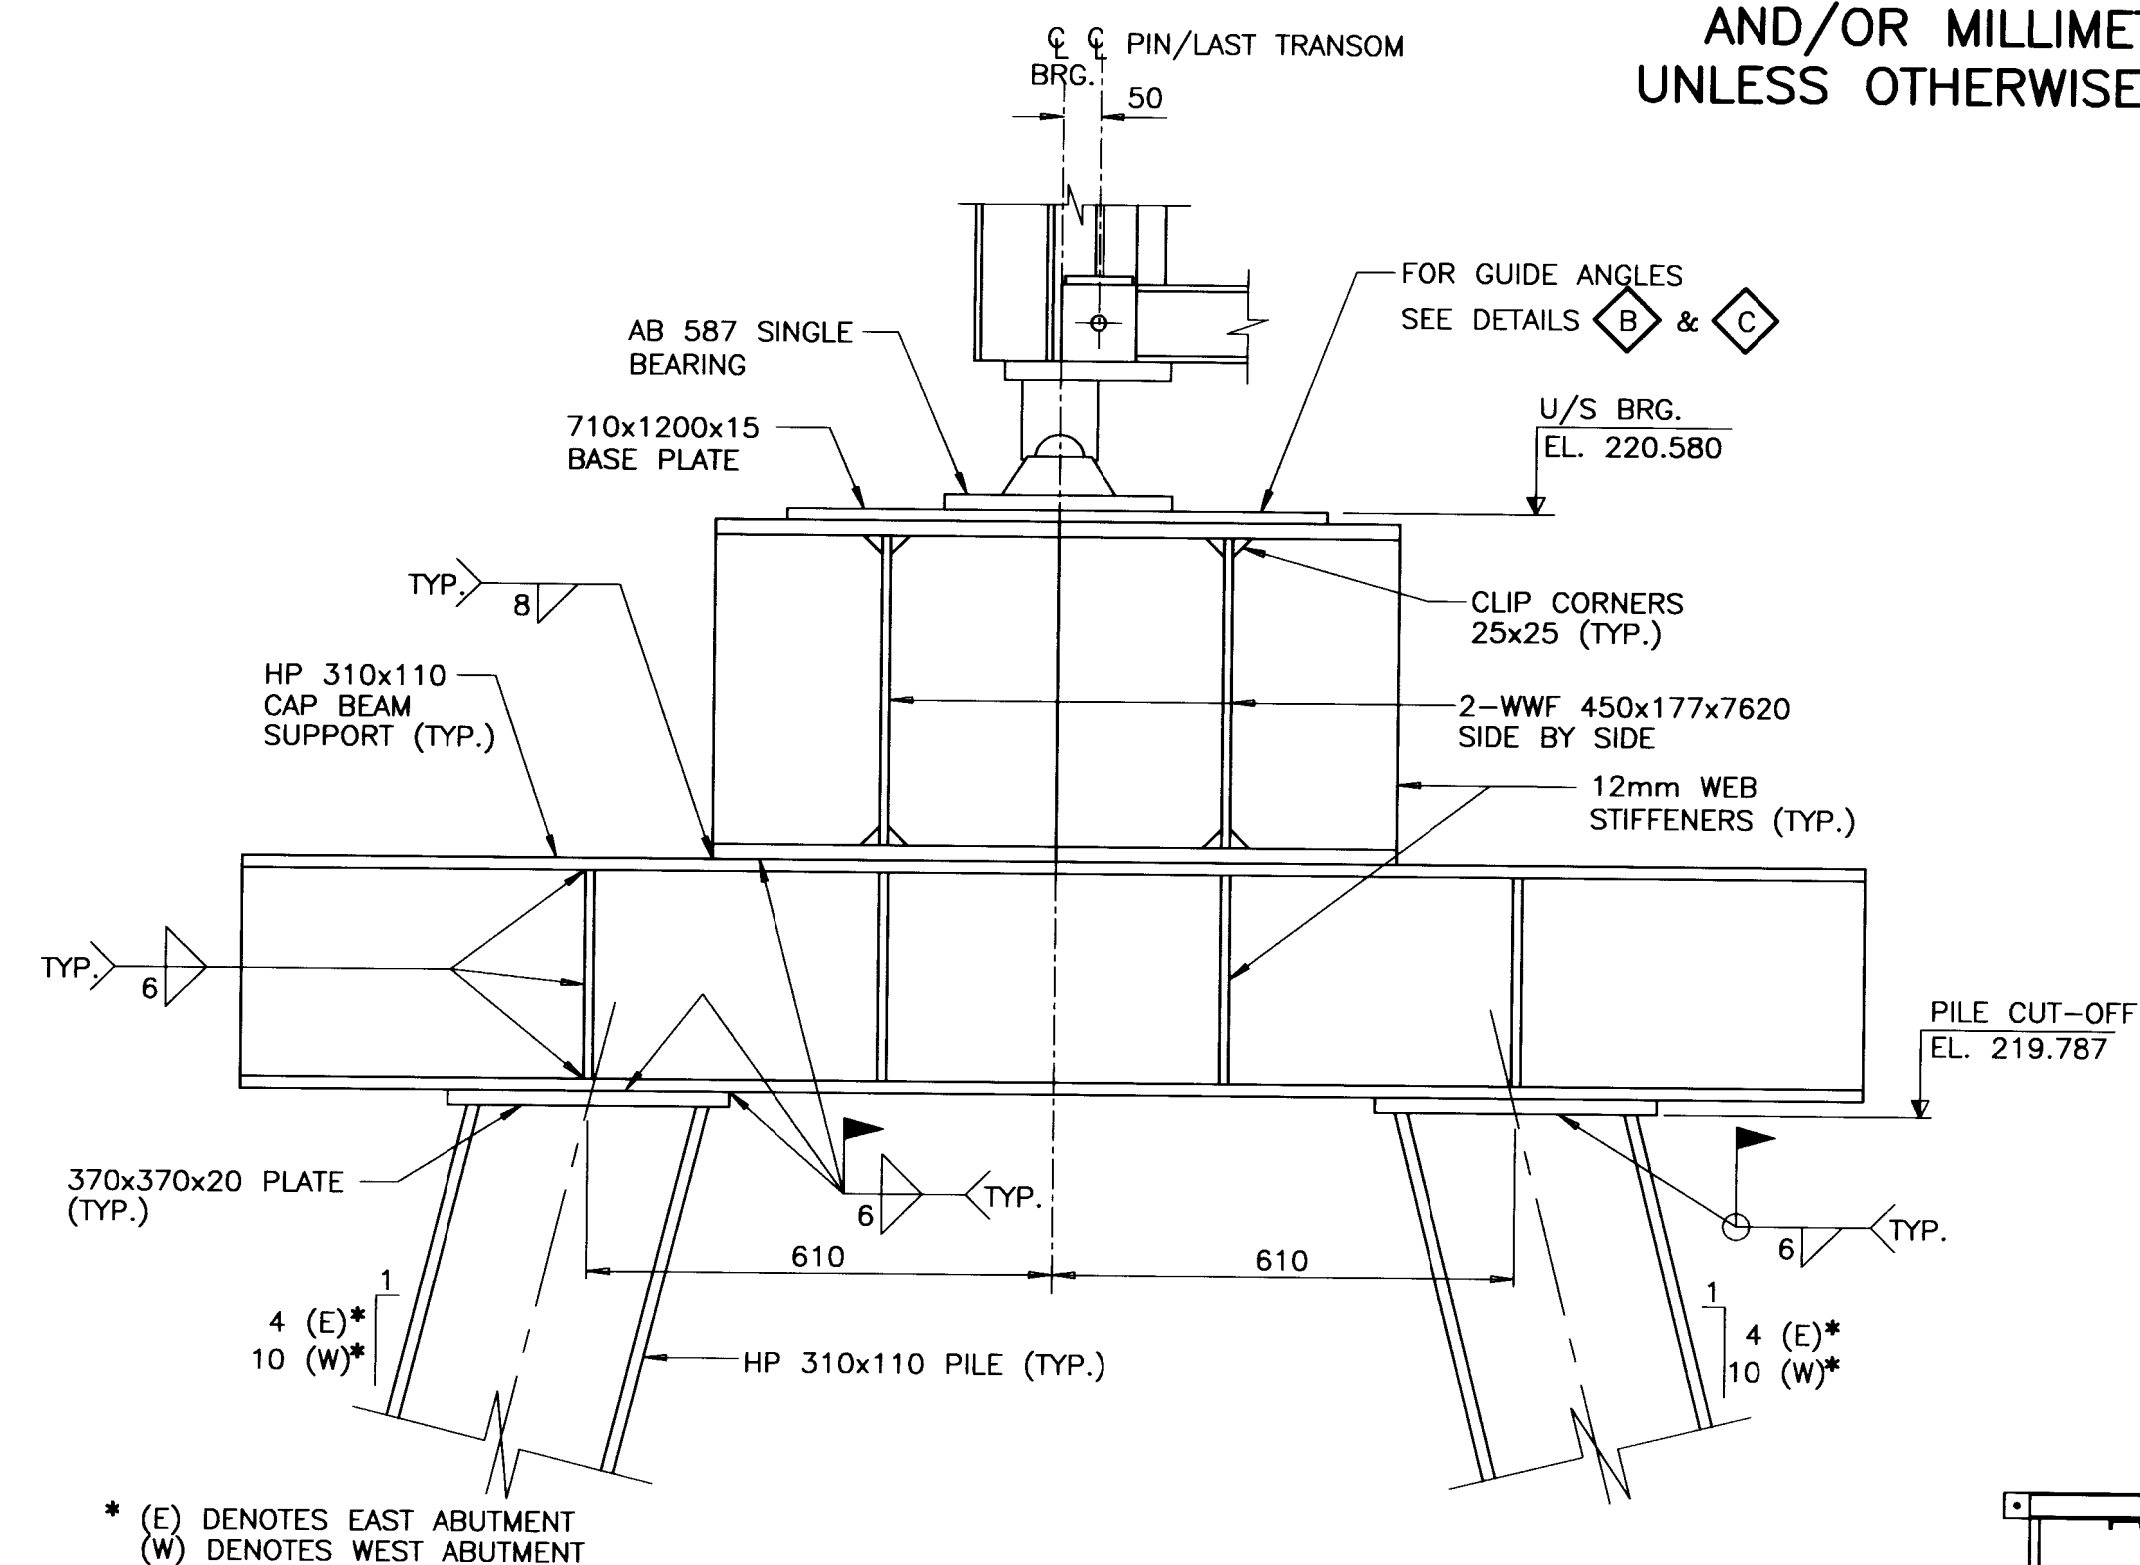 AND/OR MILLIME
UNLESS OTHERWISE
℄ ℄ PIN/LAST TRANSOM
BRG.
50
FOR GUIDE ANGLES
SEE DETAILS B & C
AB 587 SINGLE
BEARING
710x1200x15
BASE PLATE
U/S BRG.
EL. 220.580
TYP.
8
CLIP CORNERS
25x25 (TYP.)
HP 310x110
CAP BEAM
SUPPORT (TYP.)
2-WWF 450x177x7620
SIDE BY SIDE
12mm WEB
STIFFENERS (TYP.)
TYP.
6
PILE CUT-OFF
EL. 219.787
370x370x20 PLATE
(TYP.)
6
TYP.
6
TYP.
610
610
1
4 (E)*
10 (W)*
1
4 (E)*
10 (W)*
HP 310x110 PILE (TYP.)
* (E) DENOTES EAST ABUTMENT
(W) DENOTES WEST ABUTMENT